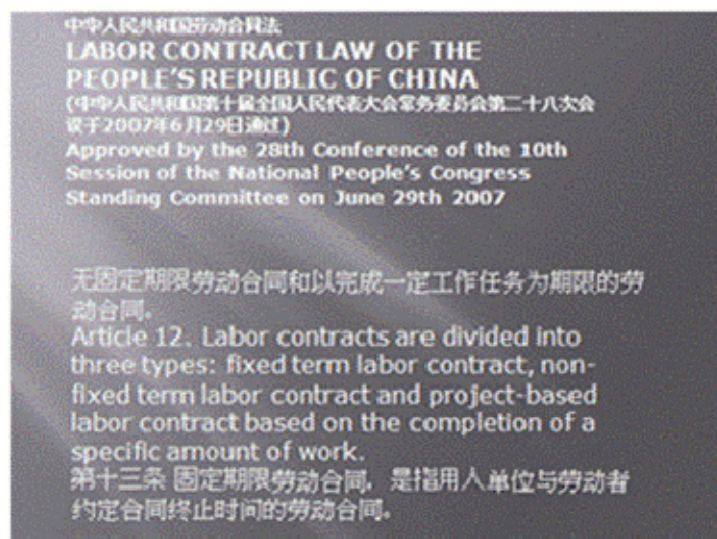 中华人民共和国劳动合同法
LABOR CONTRACT LAW OF THE
PEOPLE'S REPUBLIC OF CHINA
(中华人民共和国第十届全国人民代表大会常务委员会第二十八次会
议于2007年6月29日通过)
Approved by the 28th Conference of the 10th
Session of the National People's Congress
Standing Committee on June 29th 2007
无固定期限劳动合同和以完成一定工作任务为期限的劳
动合同。
Article 12. Labor contracts are divided into
three types: fixed term labor contract, non-
fixed term labor contract and project-based
labor contract based on the completion of a
specific amount of work.
第十三条 固定期限劳动合同，是指用人单位与劳动者
约定合同终止时间的劳动合同。